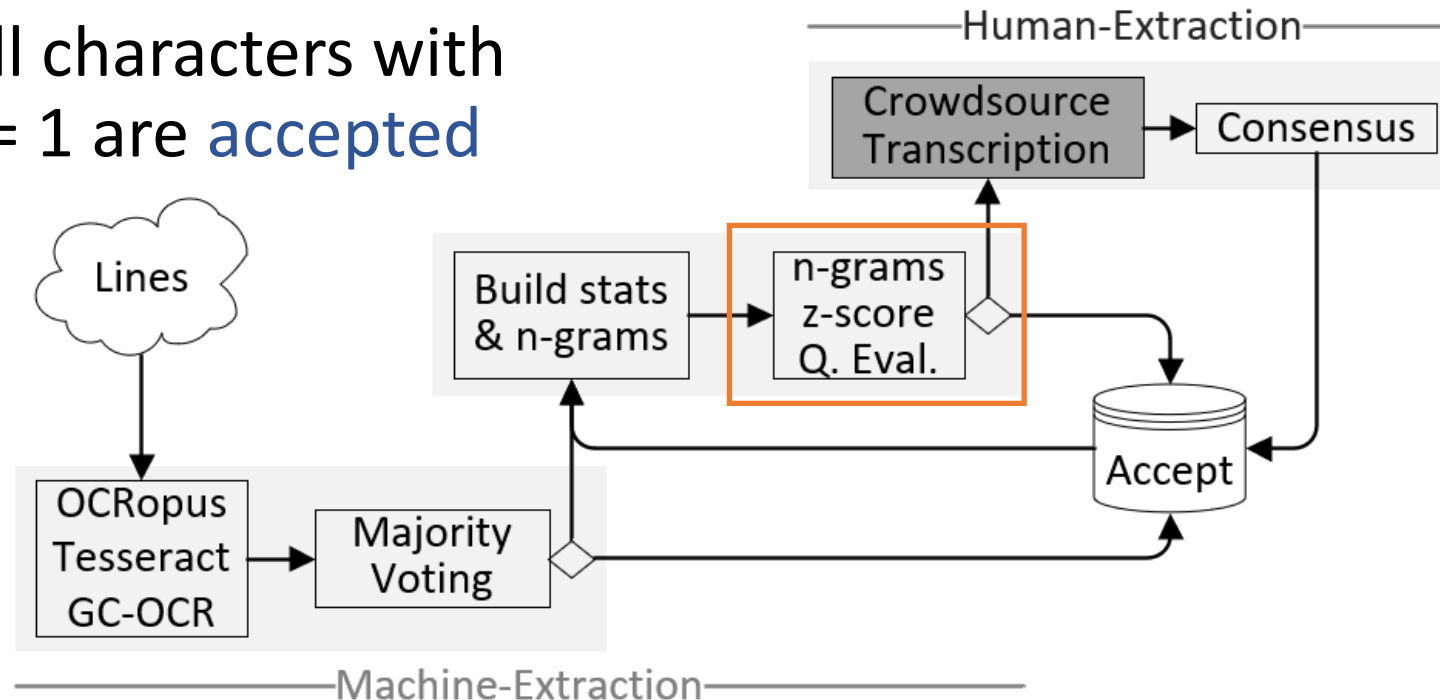 ll characters with
= 1 are accepted
Human-Extraction
Crowdsource
Transcription
Consensus
Lines
Build stats
& n-grams
n-grams
z-score
Q. Eval.
Accept
OCRopus
Tesseract
GC-OCR
Majority
Voting
Machine-Extraction